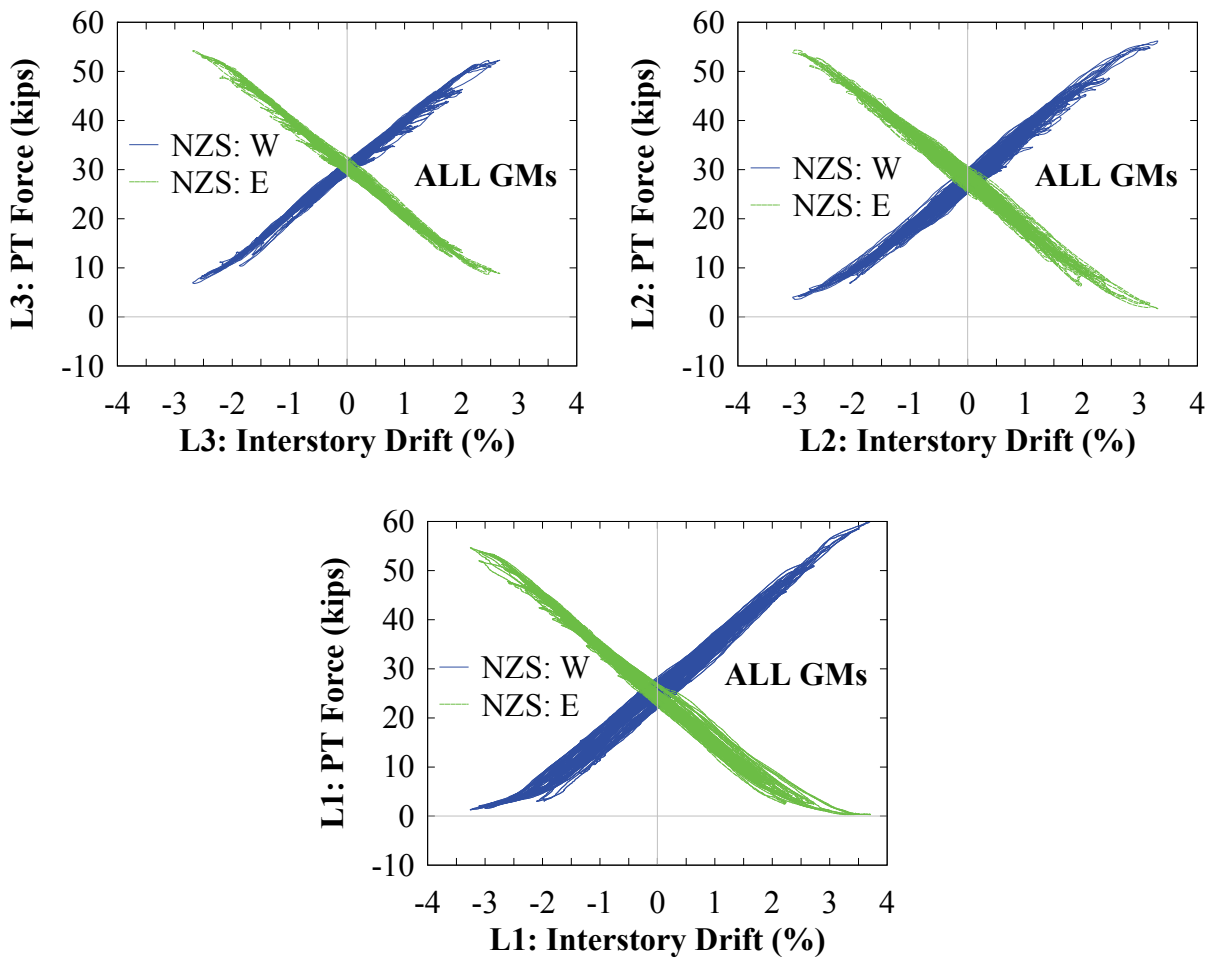 60
50
40
30
20
10
0
-10
L3: PT Force (kips)
NZS: W
NZS: E
ALL GMs
-4 -3 -2 -1 0 1 2 3 4
L3: Interstory Drift (%)
60
50
40
30
20
10
0
-10
L2: PT Force (kips)
NZS: W
NZS: E
ALL GMs
-4 -3 -2 -1 0 1 2 3 4
L2: Interstory Drift (%)
60
50
40
30
20
10
0
-10
L1: PT Force (kips)
NZS: W
NZS: E
ALL GMs
-4 -3 -2 -1 0 1 2 3 4
L1: Interstory Drift (%)